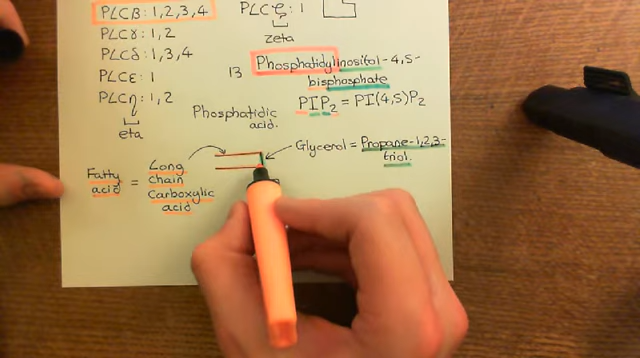 PLCβ: 1,2,3,4
PLCγ: 1,2
PLCδ: 1,3,4
PLCε: 1
PLCη: 1,2
eta
PLCζ: 1
zeta
13
Phosphatidylinositol-4,5-
bisphosphate
PIP₂ = PI(4,5)P₂
Phosphatidic
acid.
Glycerol = Propane-1,2,3-
triol.
Fatty
acid
=
Long
chain
Carboxylic
acid